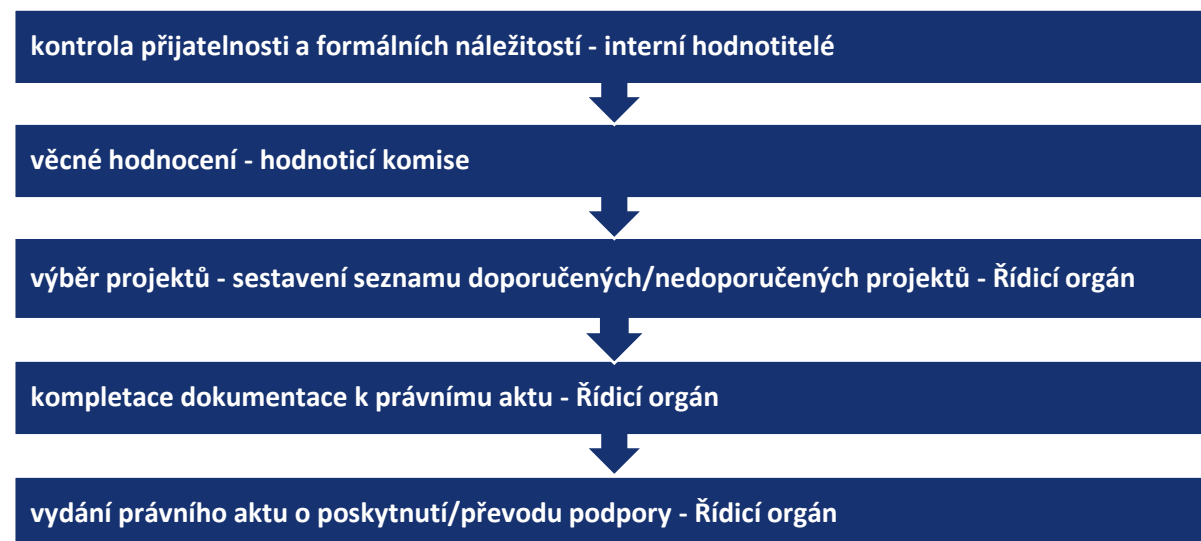 kontrola přijatelnosti a formálních náležitostí - interní hodnotitelé
věcné hodnocení - hodnoticí komise
výběr projektů - sestavení seznamu doporučených/nedoporučených projektů - Řídicí orgán
kompletace dokumentace k právnímu aktu - Řídicí orgán
vydání právního aktu o poskytnutí/převodu podpory - Řídicí orgán